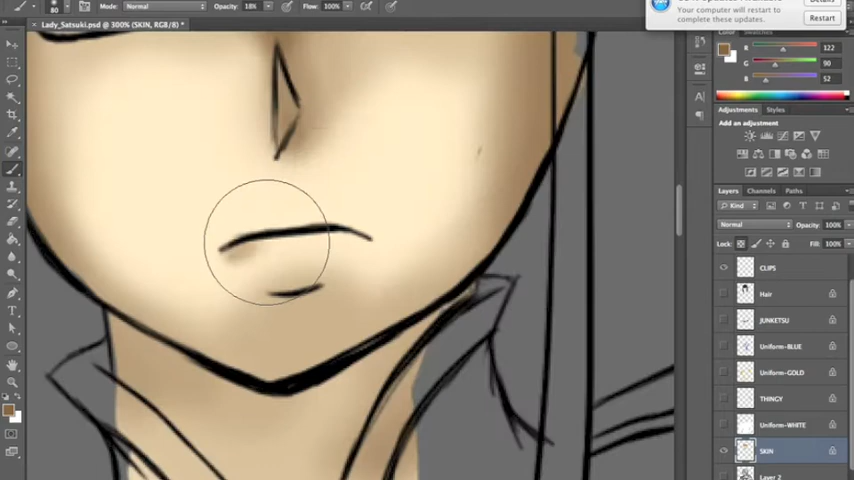 80
Mode:
Normal
Opacity: 18%
Flow: 100%
Lady_Satsuki.psd @ 300% (SKIN, RGB/8) *
Your computer will restart to
complete these updates.
Restart
Color
R
122
G
90
B
52
Adjustments
Styles
Add an adjustment
Layers
Channels
Paths
Kind
Normal
Opacity: 100%
Lock:
Fill: 100%
CLIPS
Hair
JUNKETSU
Uniform-BLUE
Uniform-GOLD
THINGY
Uniform-WHITE
SKIN
Layer 2